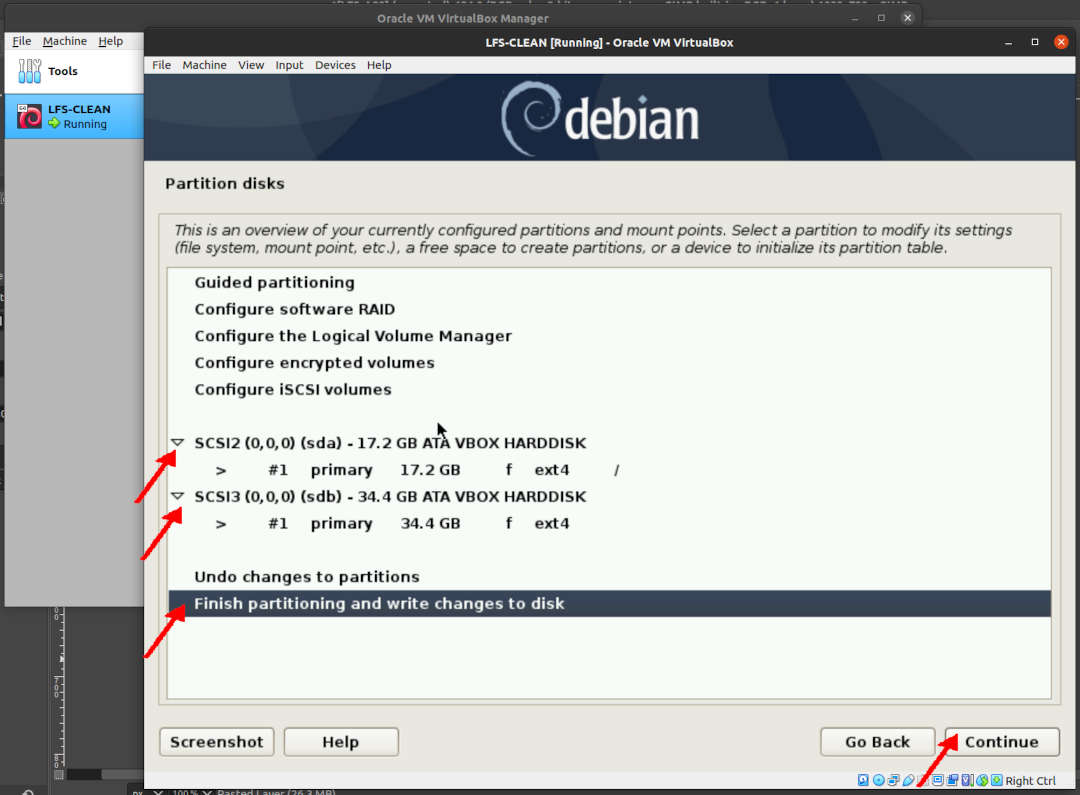 Oracle VM VirtualBox Manager
File Machine Help
LFS-CLEAN [Running] - Oracle VM VirtualBox
File Machine View Input Devices Help
Tools
LFS-CLEAN
Running
debian
Partition disks
This is an overview of your currently configured partitions and mount points. Select a partition to modify its settings
(file system, mount point, etc.), a free space to create partitions, or a device to initialize its partition table.
Guided partitioning
Configure software RAID
Configure the Logical Volume Manager
Configure encrypted volumes
Configure iSCSI volumes
SCSI2 (0,0,0) (sda) - 17.2 GB ATA VBOX HARDDISK
> #1 primary 17.2 GB f ext4 /
SCSI3 (0,0,0) (sdb) - 34.4 GB ATA VBOX HARDDISK
> #1 primary 34.4 GB f ext4
Undo changes to partitions
Finish partitioning and write changes to disk
Screenshot Help Go Back Continue
Right Ctrl
px 100% Pasted Layer (26.3 MB)